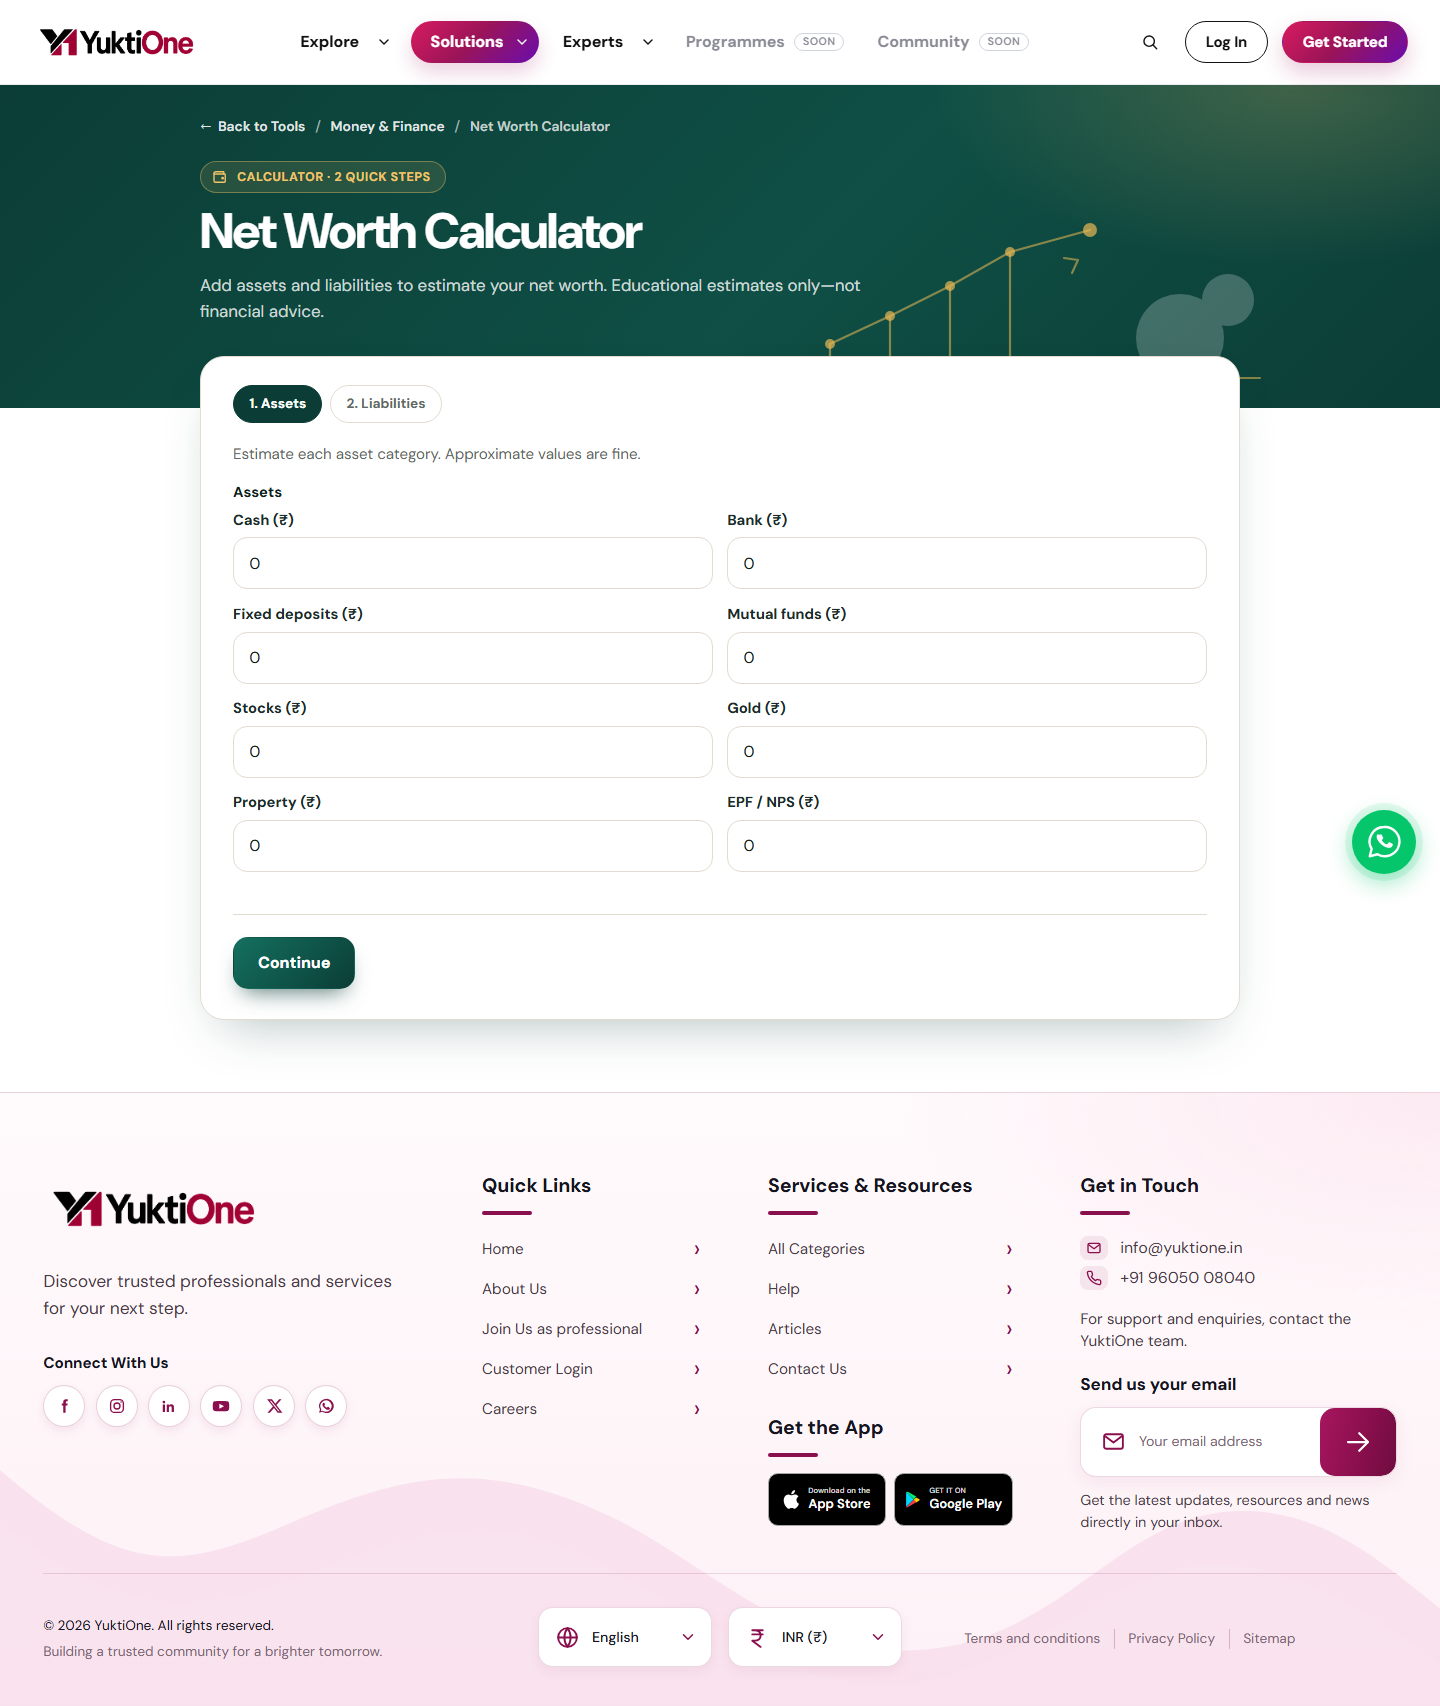 YuktiOne
Explore
Solutions
Experts
Programmes SOON
Community SOON
Log In
Get Started
← Back to Tools / Money & Finance / Net Worth Calculator
CALCULATOR · 2 QUICK STEPS
Net Worth Calculator
Add assets and liabilities to estimate your net worth. Educational estimates only—not
financial advice.
1. Assets
2. Liabilities
Estimate each asset category. Approximate values are fine.
Assets
Cash (₹)
0
Bank (₹)
0
Fixed deposits (₹)
0
Mutual funds (₹)
0
Stocks (₹)
0
Gold (₹)
0
Property (₹)
0
EPF / NPS (₹)
0
Continue
YuktiOne
Discover trusted professionals and services
for your next step.
Connect With Us
Quick Links
Home
About Us
Join Us as professional
Customer Login
Careers
Services & Resources
All Categories
Help
Articles
Contact Us
Get the App
Download on the
App Store
GET IT ON
Google Play
Get in Touch
info@yuktione.in
+91 96050 08040
For support and enquiries, contact the
YuktiOne team.
Send us your email
Your email address
Get the latest updates, resources and news
directly in your inbox.
© 2026 YuktiOne. All rights reserved.
Building a trusted community for a brighter tomorrow.
English
₹ INR (₹)
Terms and conditions
Privacy Policy
Sitemap